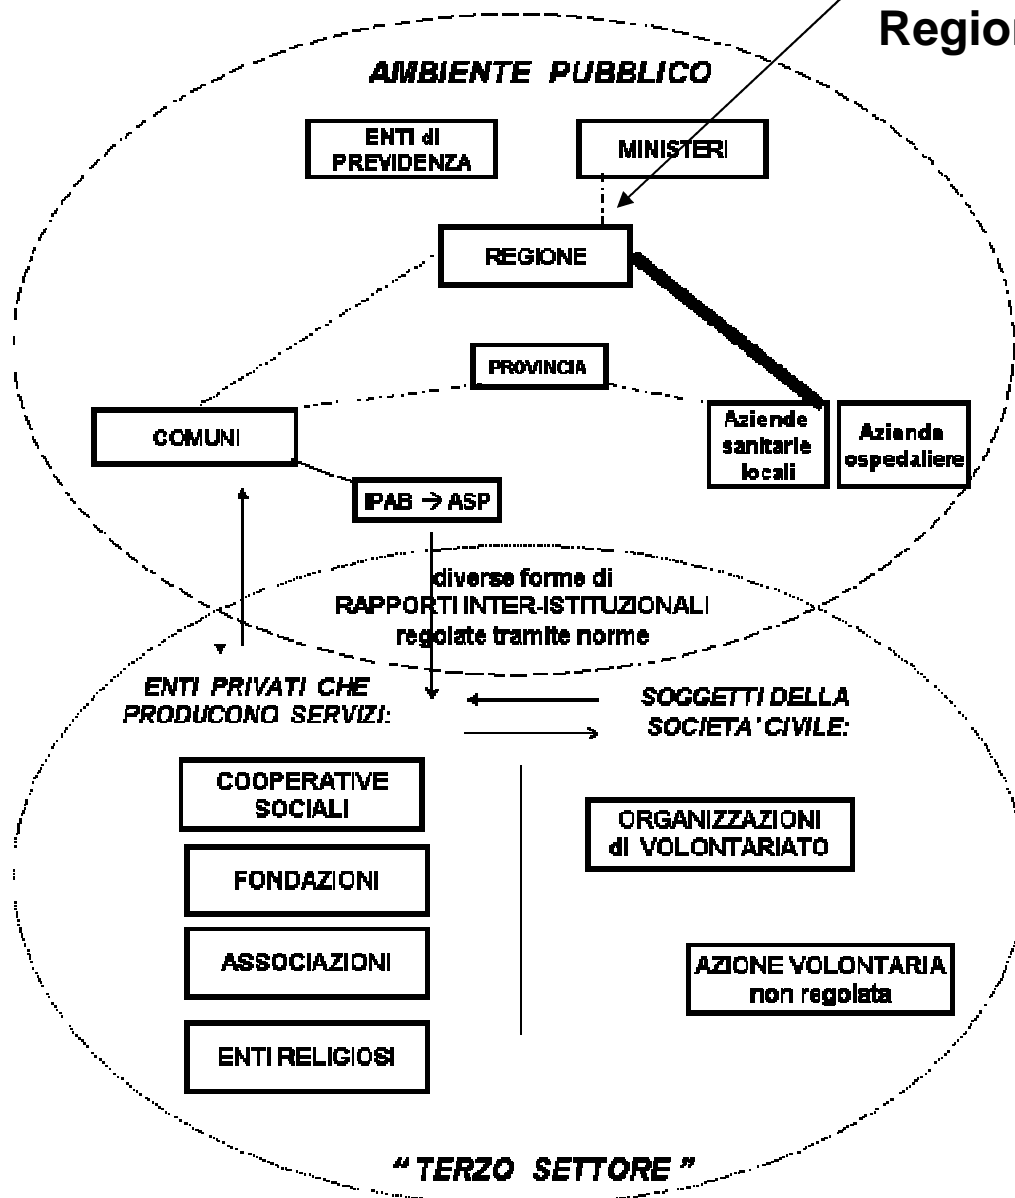 Region
AMBIENTE PUBBLICO
ENTI di
PREVIDENZA
MINISTERI
REGIONE
PROVINCIA
COMUNI
Aziende
sanitarie
locali
Aziende
ospedaliere
IPAB → ASP
diverse forme di
RAPPORTI INTER-ISTITUZIONALI
regolate tramite norme
ENTI PRIVATI CHE
PRODUCONO SERVIZI:
SOGGETTI DELLA
SOCIETA' CIVILE:
COOPERATIVE
SOCIALI
ORGANIZZAZIONI
di VOLONTARIATO
FONDAZIONI
ASSOCIAZIONI
AZIONE VOLONTARIA
non regolata
ENTI RELIGIOSI
“ TERZO SETTORE ”